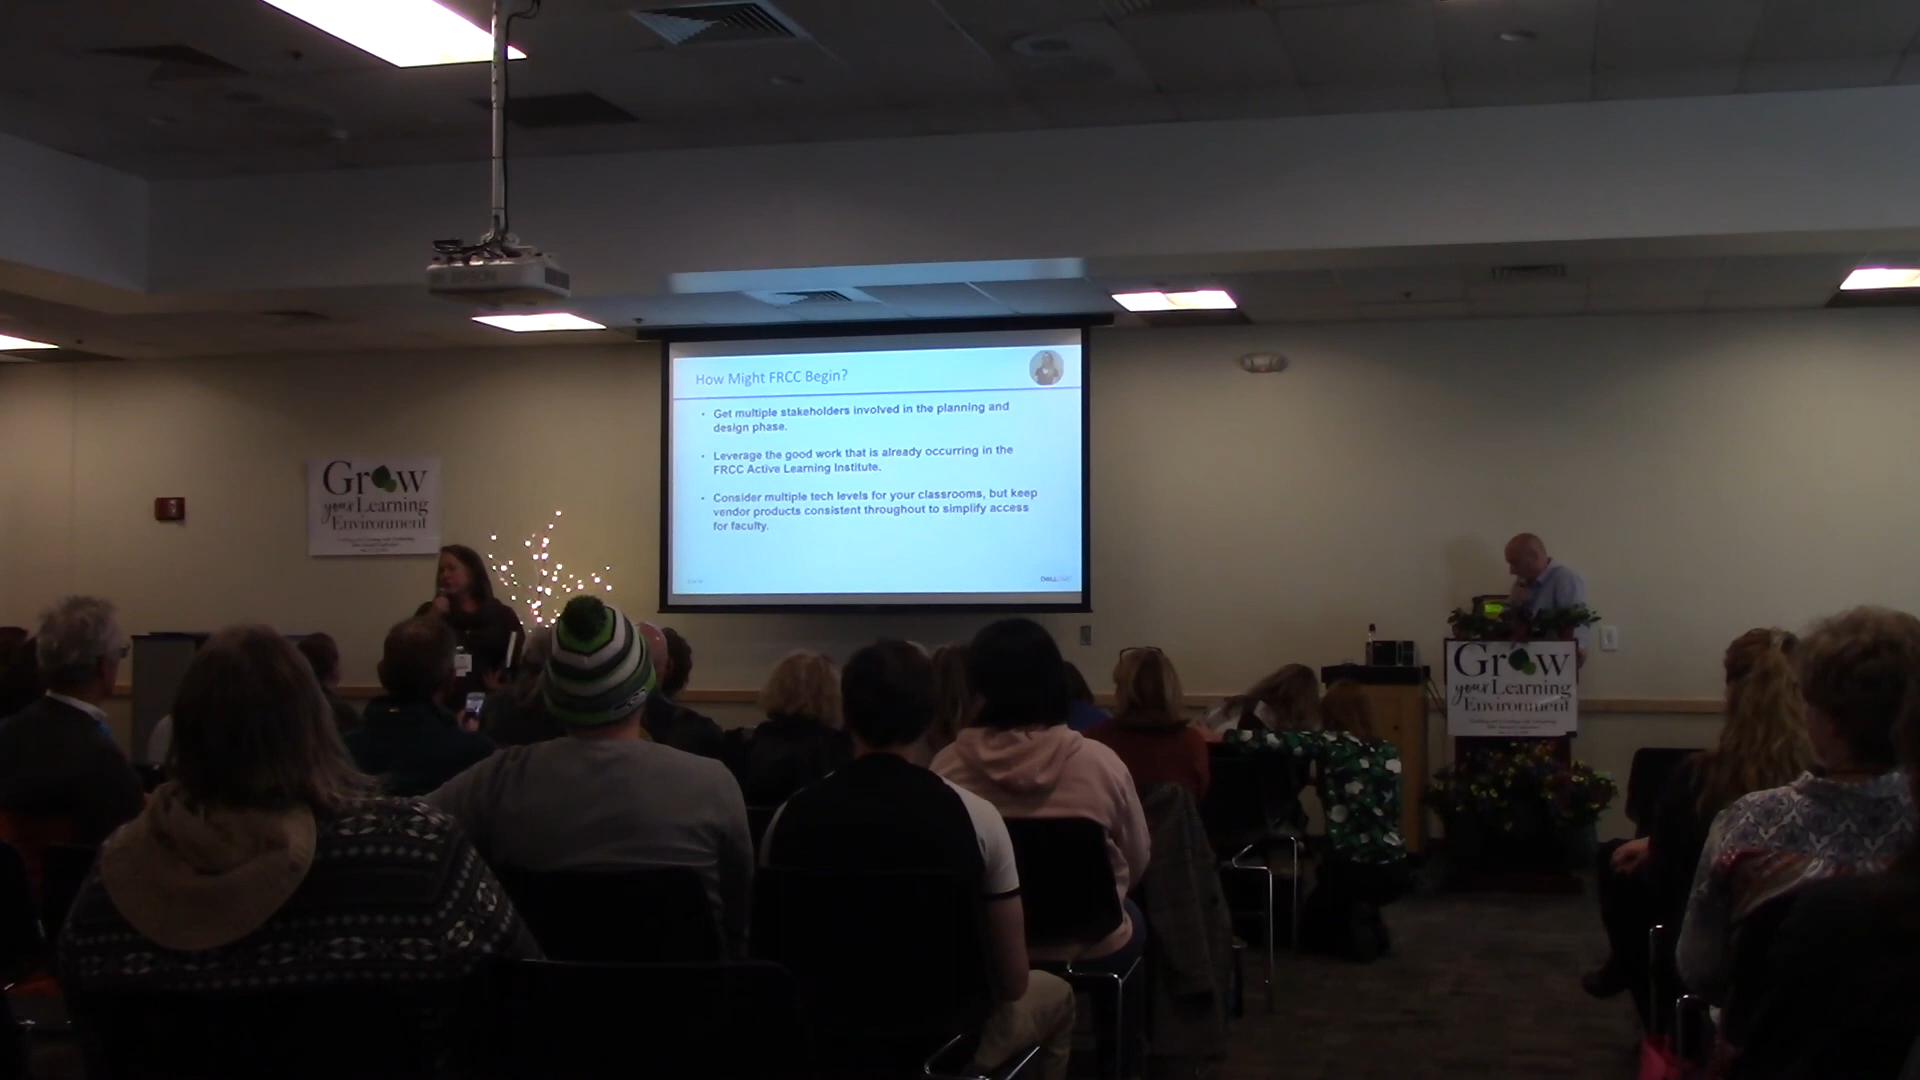 How Might FRCC Begin?
• Get multiple stakeholders involved in the planning and
design phase.
• Leverage the good work that is already occurring in the
FRCC Active Learning Institute.
• Consider multiple tech levels for your classrooms, but keep
vendor products consistent throughout to simplify access
for faculty.
DELL
Grow
your Learning
Environment
Grow
your Learning
Environment
EPSON